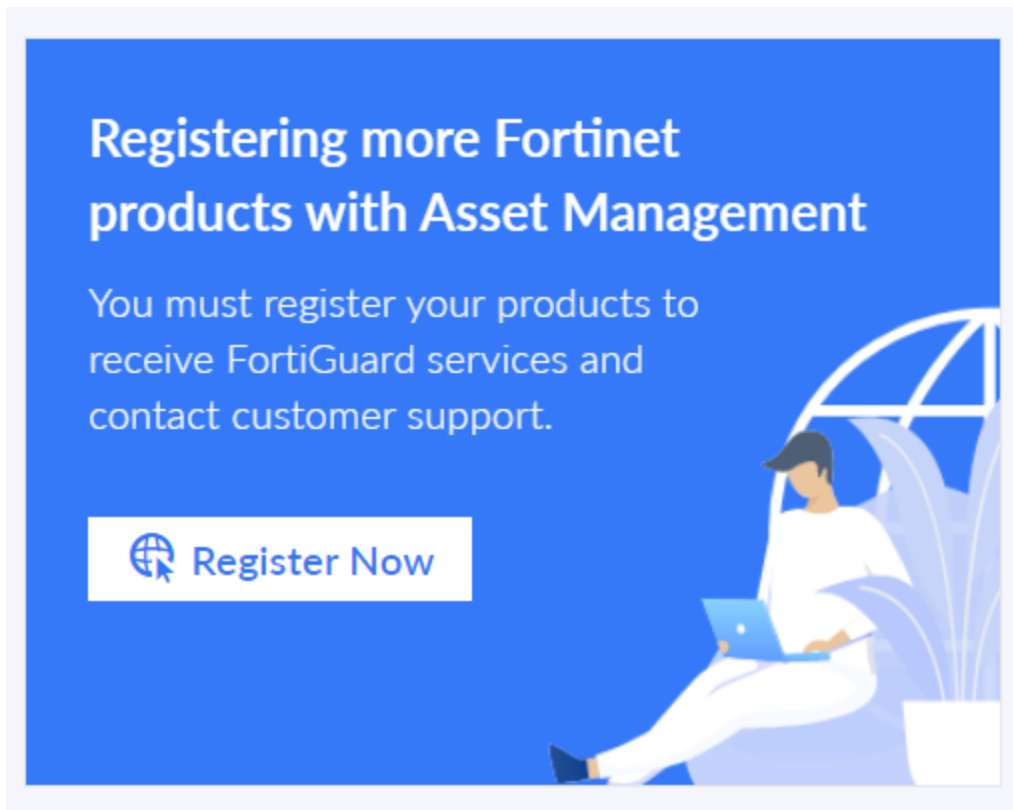 Registering more Fortinet
products with Asset Management
You must register your products to
receive FortiGuard services and
contact customer support.
Register Now